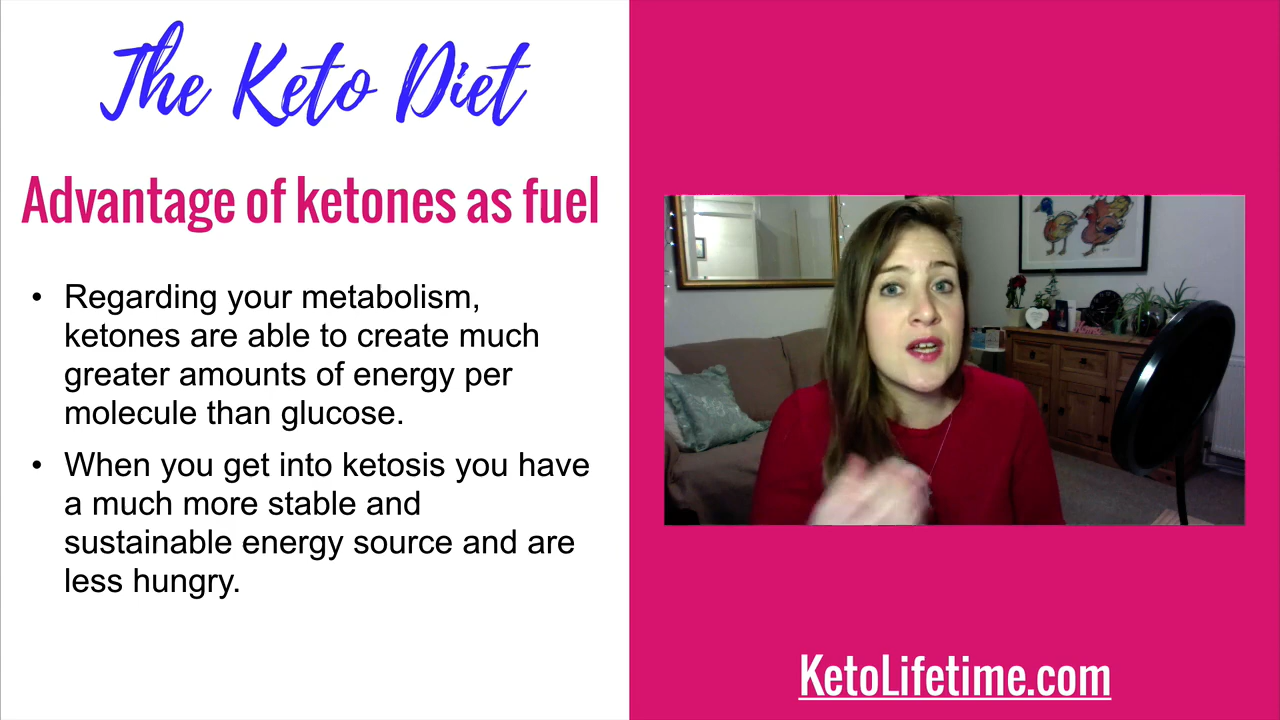 The Keto Diet
Advantage of ketones as fuel
• Regarding your metabolism,
ketones are able to create much
greater amounts of energy per
molecule than glucose.
• When you get into ketosis you have
a much more stable and
sustainable energy source and are
less hungry.
KetoLifetime.com